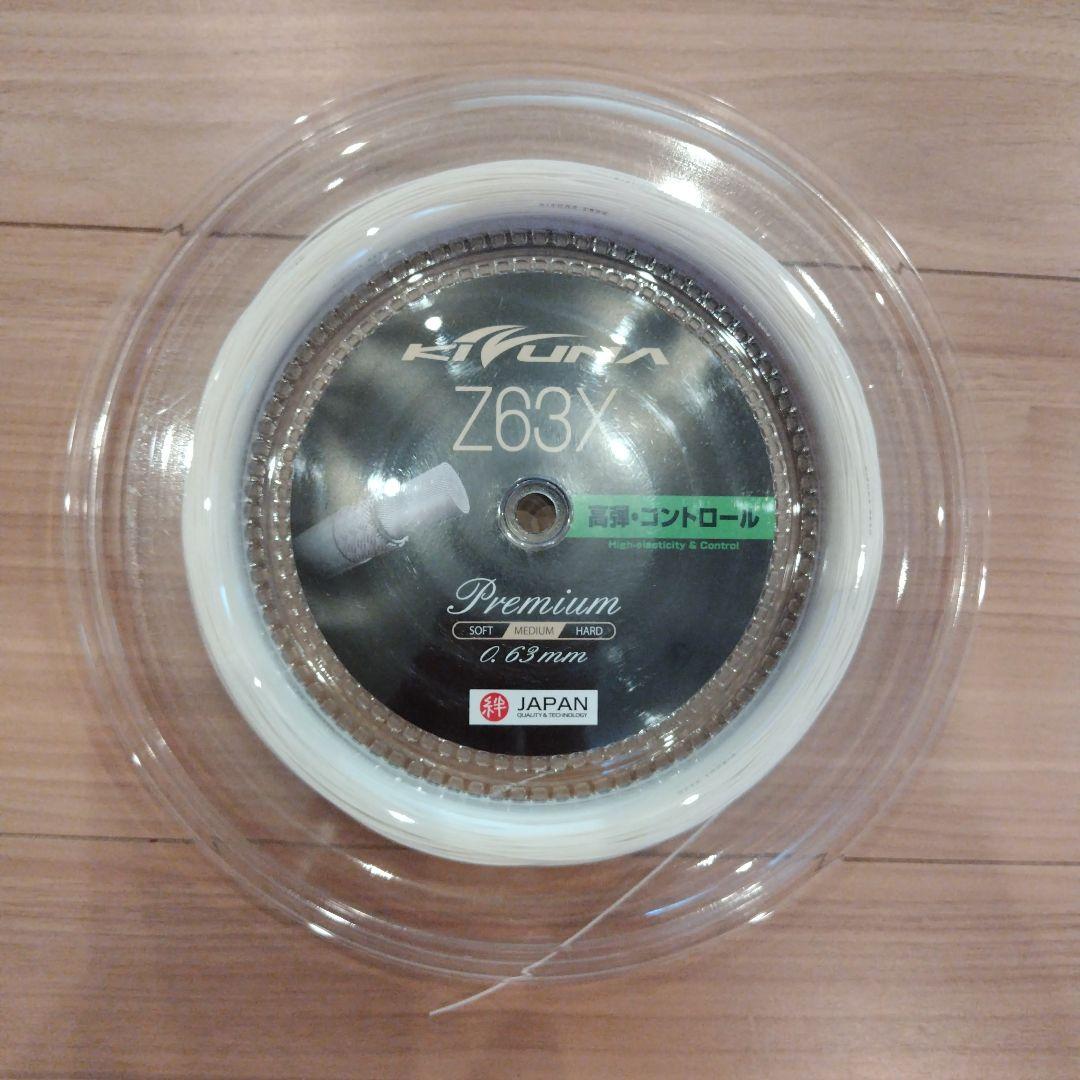 KIZUNA
Z63X
高弾・コントロール
High-elasticity & Control
Premium
SOFT MEDIUM HARD
0.63mm
絆 JAPAN
QUALITY & TECHNOLOGY